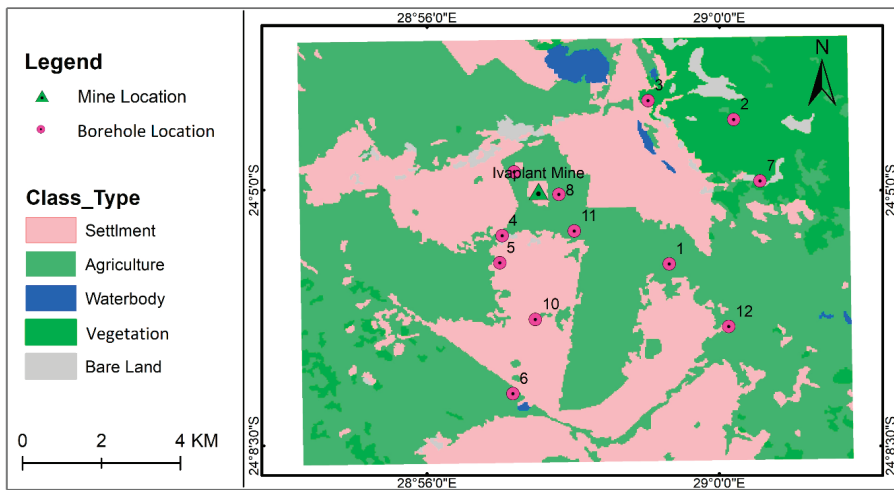 Legend
Mine Location
Borehole Location
Class_Type
Settlment
Agriculture
Waterbody
Vegetation
Bare Land
0 2 4 KM
28°56'0"E 29°0'0"E
N
3
2
7
Ivaplant Mine
8
24°5'0"S 24°5'0"S
4
11
5
1
10
12
6
24°8'30"S 24°8'30"S
28°56'0"E 29°0'0"E